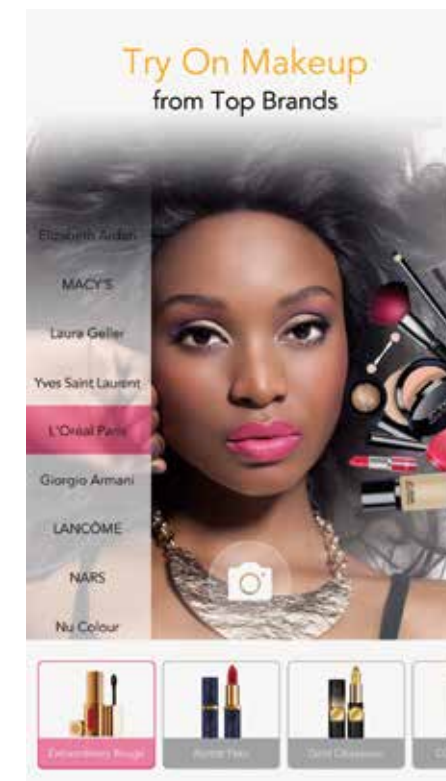 Try On Makeup
from Top Brands
Elizabeth Arden
MACY'S
Laura Geller
Yves Saint Laurent
L'Oréal Paris
Giorgio Armani
LANCÔME
NARS
Nu Colour
Extraordinary Rouge